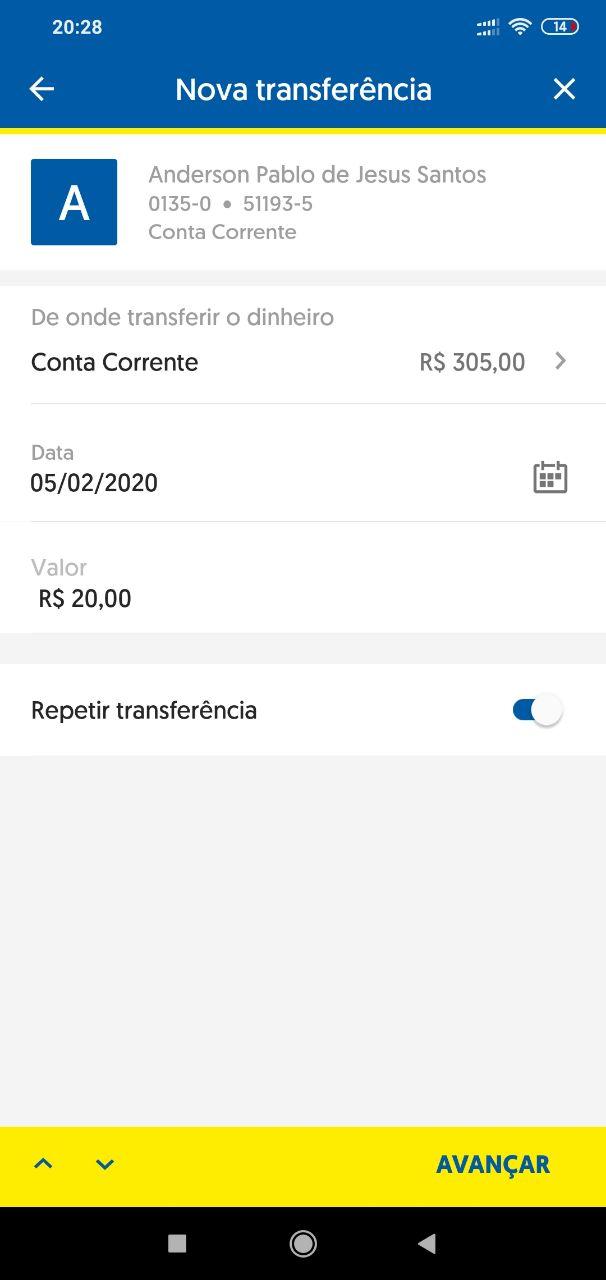 20:28
14
Nova transferência
A
Anderson Pablo de Jesus Santos
0135-0 • 51193-5
Conta Corrente
De onde transferir o dinheiro
Conta Corrente R$ 305,00
Data
05/02/2020
Valor
R$ 20,00
Repetir transferência
AVANÇAR